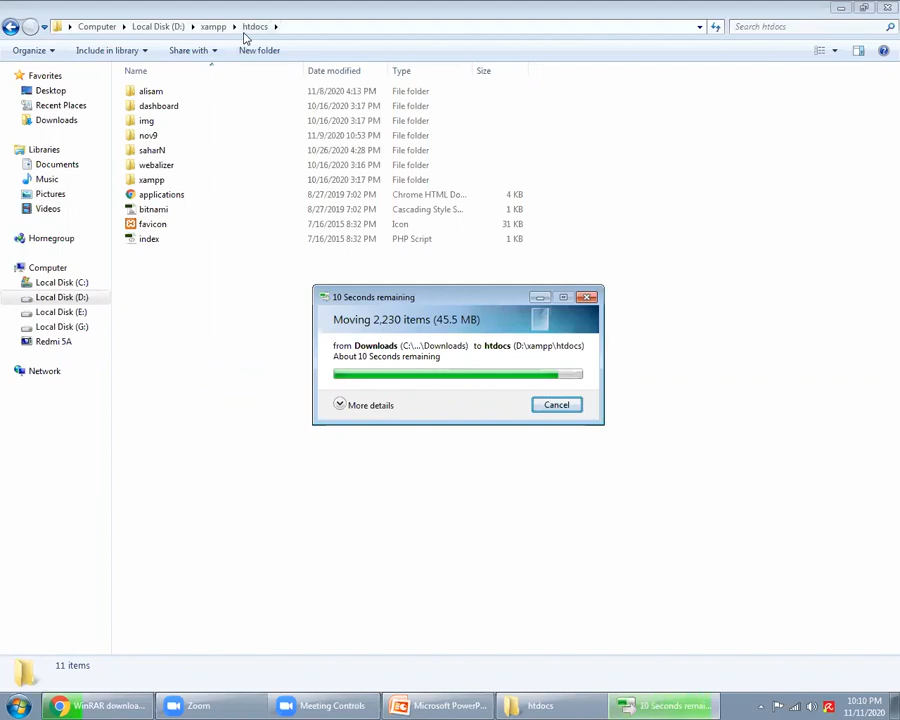 Computer Local Disk (D:) xampp htdocs
Search htdocs
Organize Include in library Share with New folder
Name Date modified Type Size
Favorites
Desktop
Recent Places
Downloads
Libraries
Documents
Music
Pictures
Videos
Homegroup
Computer
Local Disk (C:)
Local Disk (D:)
Local Disk (E:)
Local Disk (G:)
Redmi 5A
Network
alisam 11/8/2020 4:13 PM File folder
dashboard 10/16/2020 3:17 PM File folder
img 10/16/2020 3:17 PM File folder
nov9 11/9/2020 10:53 PM File folder
saharN 10/26/2020 4:28 PM File folder
webalizer 10/16/2020 3:16 PM File folder
xampp 10/16/2020 3:17 PM File folder
applications 8/27/2019 7:02 PM Chrome HTML Do... 4 KB
bitnami 8/27/2019 7:02 PM Cascading Style S... 1 KB
favicon 7/16/2015 8:32 PM Icon 31 KB
index 7/16/2015 8:32 PM PHP Script 1 KB
10 Seconds remaining
Moving 2,230 items (45.5 MB)
from Downloads (C:\...\Downloads) to htdocs (D:\xampp\htdocs)
About 10 Seconds remaining
More details
Cancel
11 items
WinRAR downloa... Zoom Meeting Controls Microsoft PowerP... htdocs 10 Seconds remai...
10:10 PM
11/11/2020